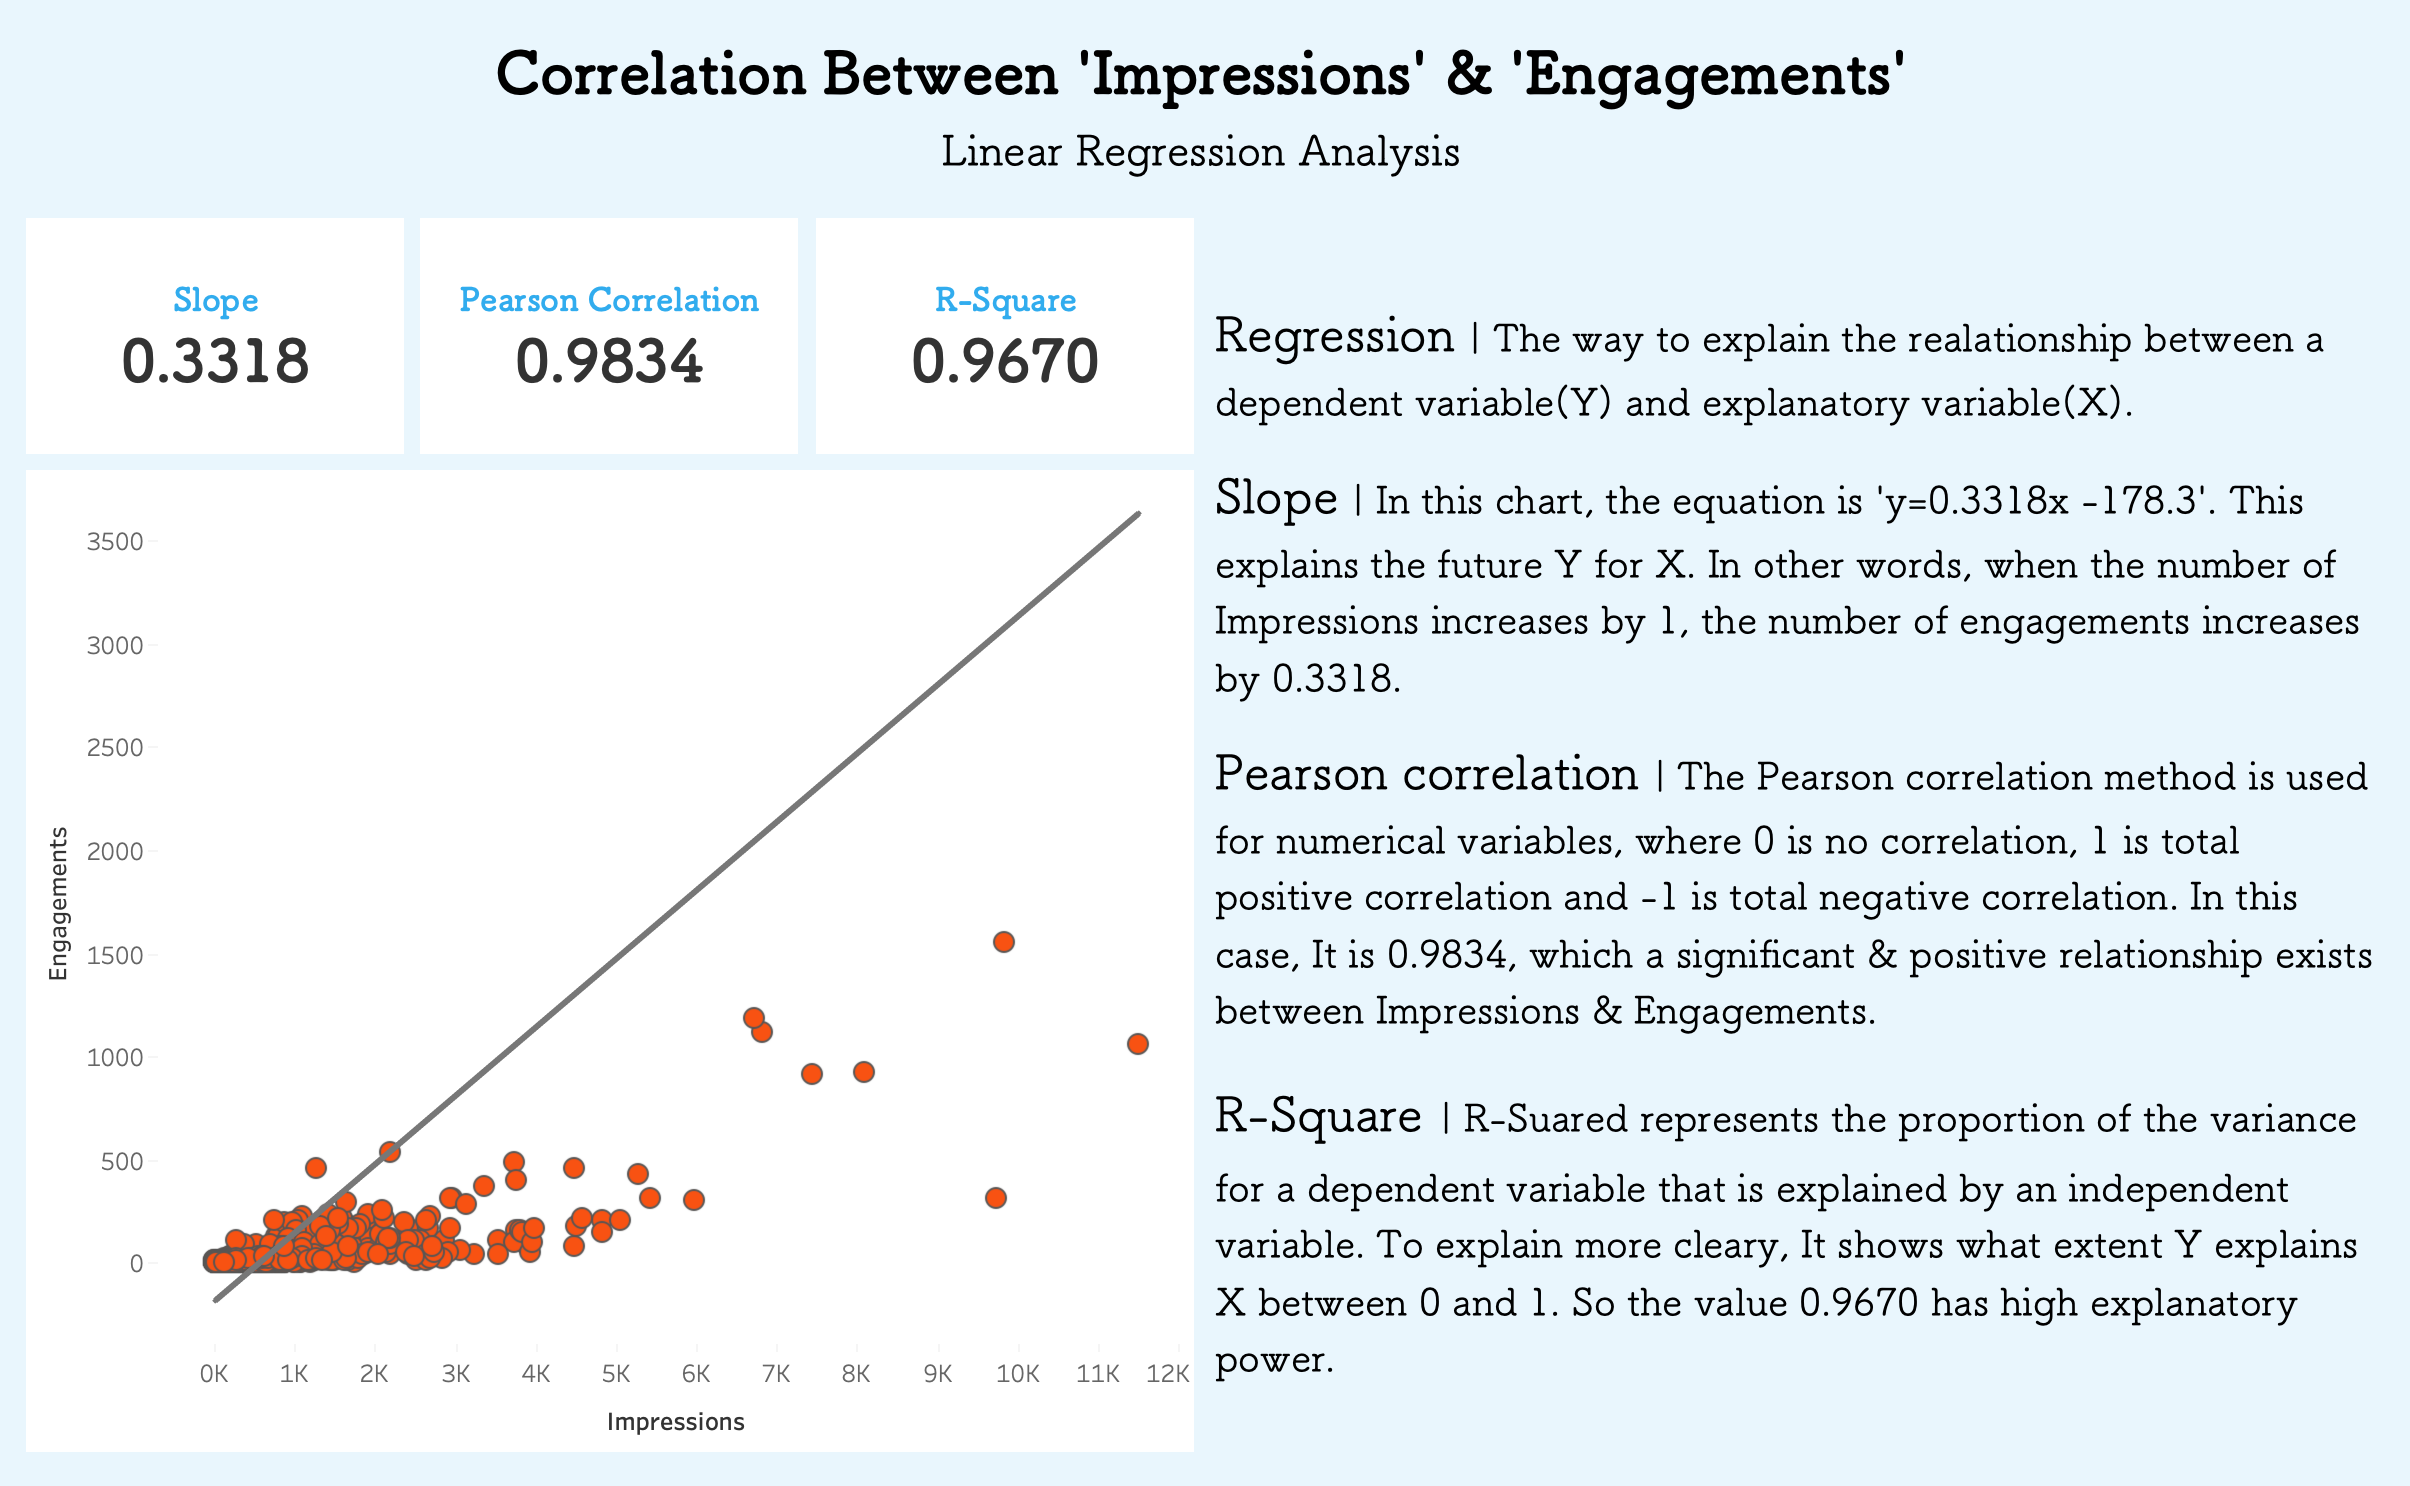 Correlation Between 'Impressions' & 'Engagements'
Linear Regression Analysis
Slope
0.3318
Pearson Correlation
0.9834
R-Square
0.9670
3500
3000
2500
2000
1500
1000
500
0
Engagements
0K 1K 2K 3K 4K 5K 6K 7K 8K 9K 10K 11K 12K
Impressions
Regression | The way to explain the realationship between a
dependent variable(Y) and explanatory variable(X).
Slope | In this chart, the equation is 'y=0.3318x -178.3'. This
explains the future Y for X. In other words, when the number of
Impressions increases by 1, the number of engagements increases
by 0.3318.
Pearson correlation | The Pearson correlation method is used
for numerical variables, where 0 is no correlation, 1 is total
positive correlation and -1 is total negative correlation. In this
case, It is 0.9834, which a significant & positive relationship exists
between Impressions & Engagements.
R-Square | R-Suared represents the proportion of the variance
for a dependent variable that is explained by an independent
variable. To explain more cleary, It shows what extent Y explains
X between 0 and 1. So the value 0.9670 has high explanatory
power.